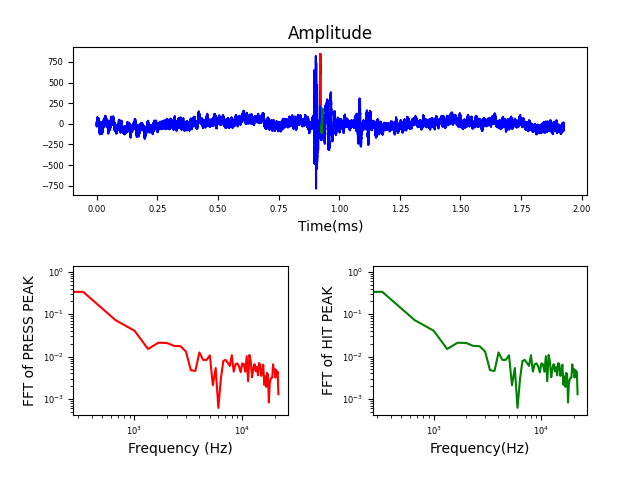 Amplitude
750
500
250
0
−250
−500
−750
0.00 0.25 0.50 0.75 1.00 1.25 1.50 1.75 2.00
Time(ms)
FFT of PRESS PEAK
10⁰
10⁻¹
10⁻²
10⁻³
10³ 10⁴
Frequency (Hz)
FFT of HIT PEAK
10⁰
10⁻¹
10⁻²
10⁻³
10³ 10⁴
Frequency(Hz)